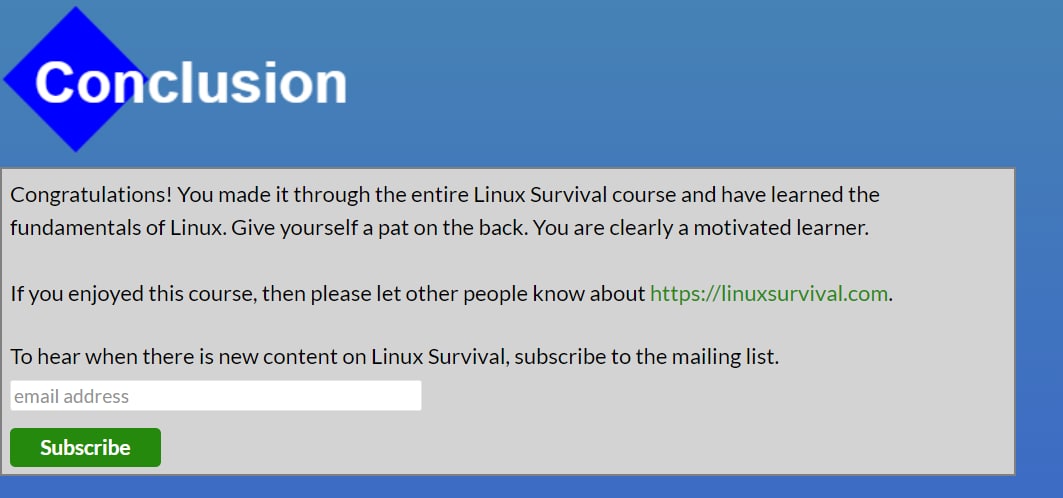 Conclusion
Congratulations! You made it through the entire Linux Survival course and have learned the
fundamentals of Linux. Give yourself a pat on the back. You are clearly a motivated learner.
If you enjoyed this course, then please let other people know about https://linuxsurvival.com.
To hear when there is new content on Linux Survival, subscribe to the mailing list.
email address
Subscribe